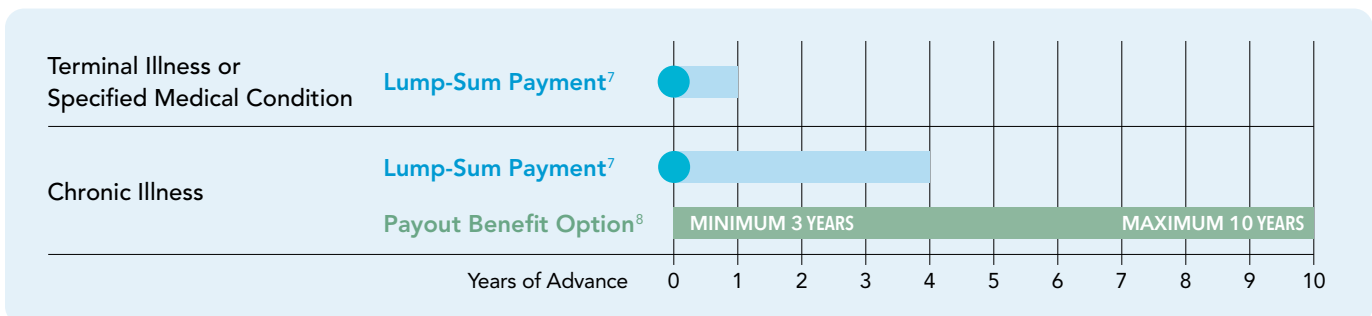 Terminal Illness or
Specified Medical Condition
Lump-Sum Payment7
Chronic Illness
Lump-Sum Payment7
Payout Benefit Option8
MINIMUM 3 YEARS
MAXIMUM 10 YEARS
Years of Advance 0 1 2 3 4 5 6 7 8 9 10